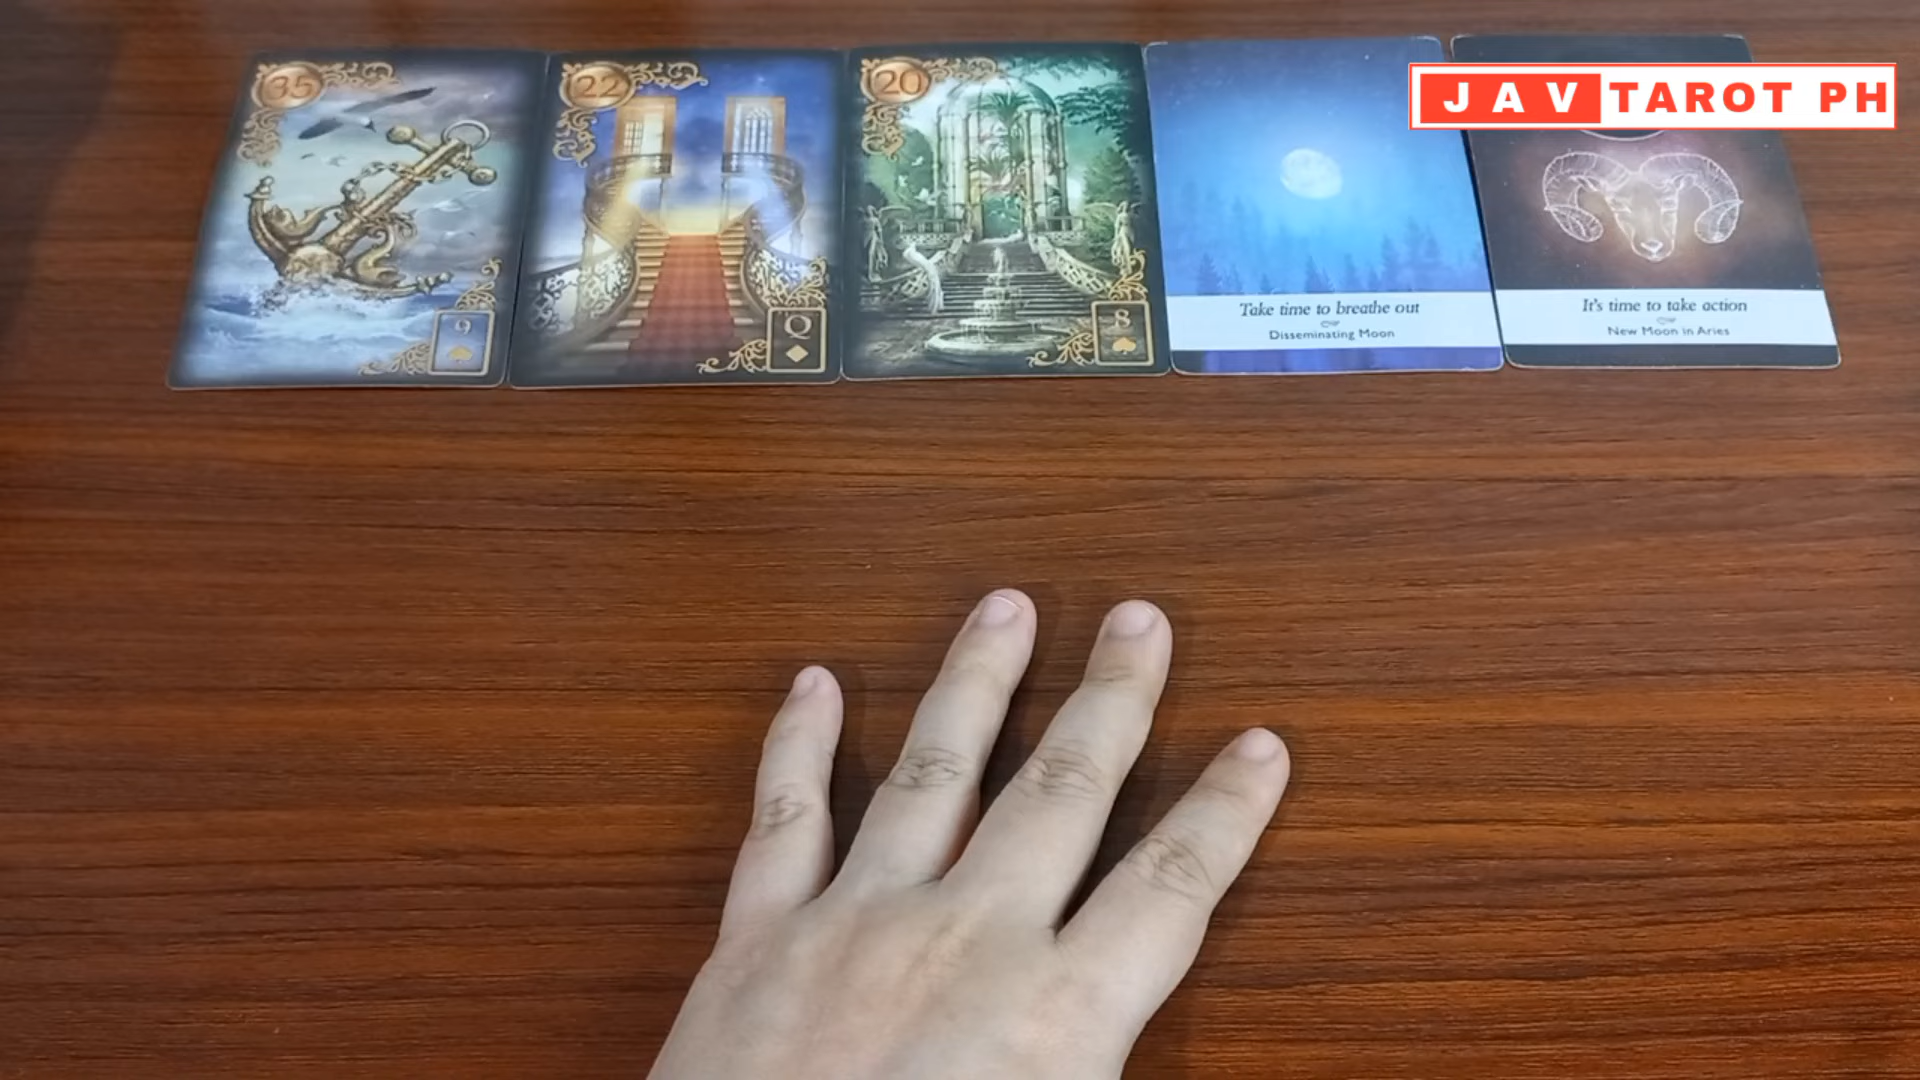 35
22
20
JAV TAROT PH
9
Q
8
Take time to breathe out
Disseminating Moon
It's time to take action
New Moon in Aries